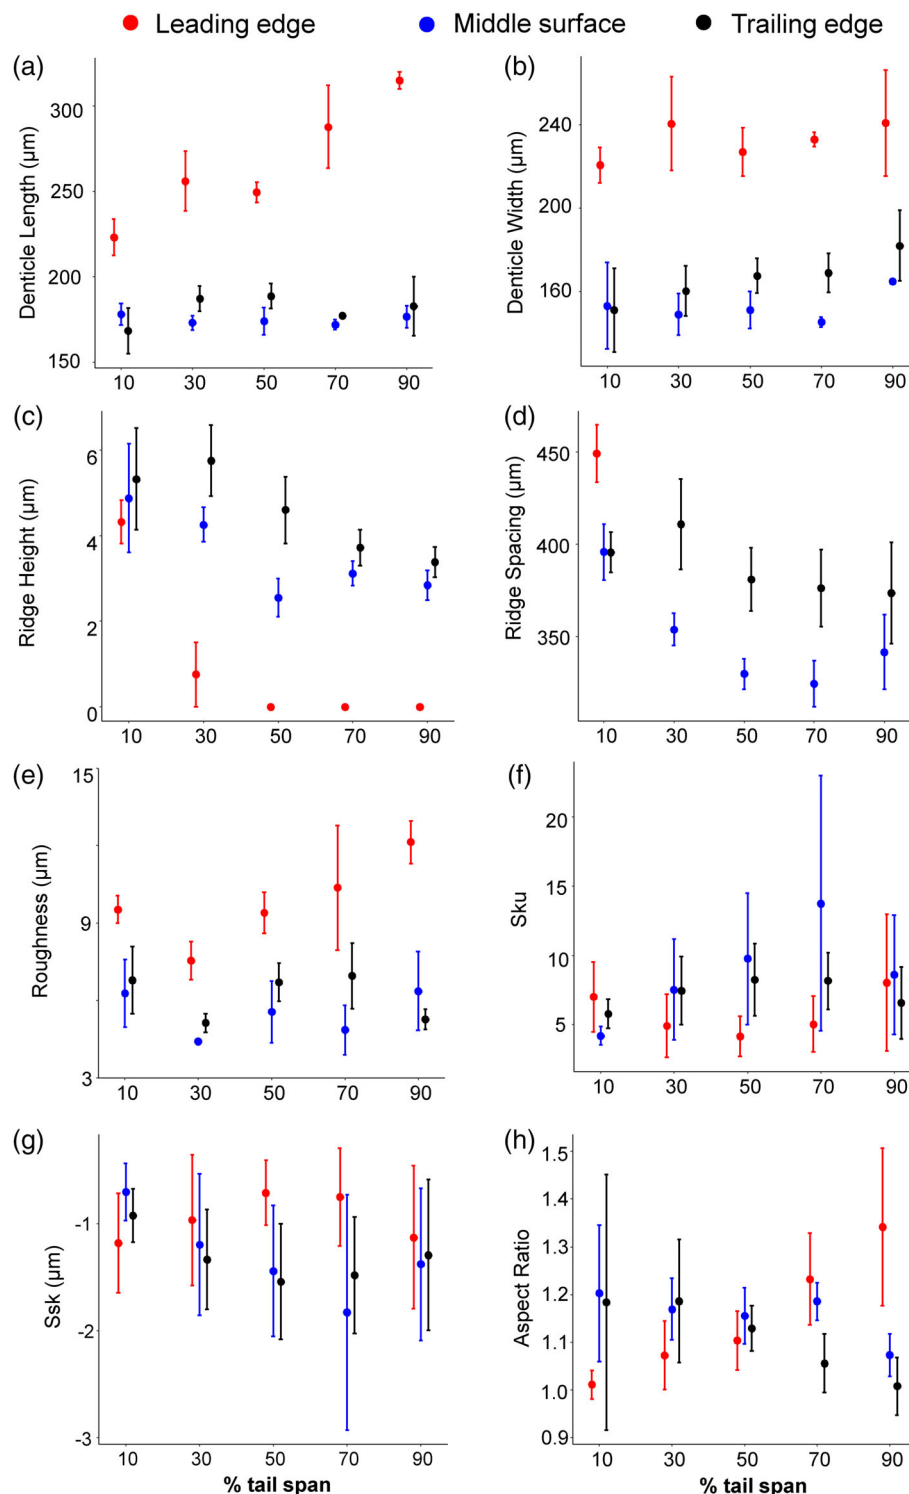 Leading edge Middle surface Trailing edge
(a) (b)
Denticle Length (µm)
300
250
200
150
10 30 50 70 90
Denticle Width (µm)
240
200
160
10 30 50 70 90
(c) (d)
Ridge Height (µm)
6
4
2
0
10 30 50 70 90
Ridge Spacing (µm)
450
400
350
10 30 50 70 90
(e) (f)
Roughness (µm)
15
9
3
10 30 50 70 90
Sku
20
15
10
5
10 30 50 70 90
(g) (h)
Ssk (µm)
-1
-2
-3
10 30 50 70 90
% tail span
Aspect Ratio
1.5
1.4
1.3
1.2
1.1
1.0
0.9
10 30 50 70 90
% tail span